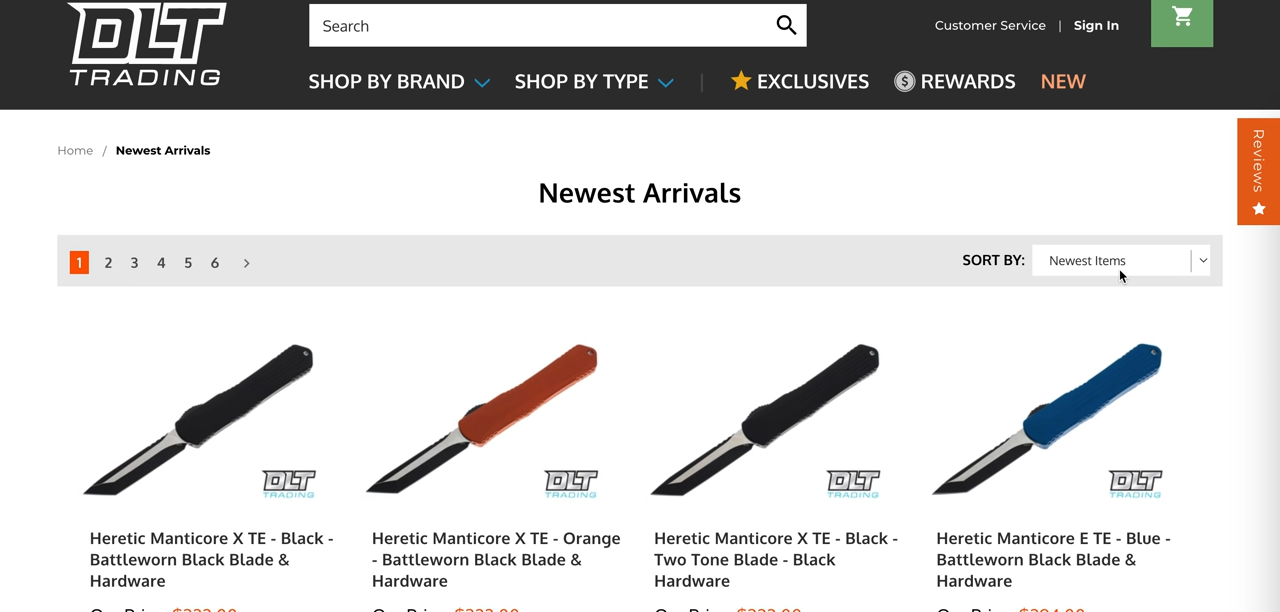 DLT
TRADING
Search
Customer Service | Sign In
SHOP BY BRAND SHOP BY TYPE | EXCLUSIVES $ REWARDS NEW
Reviews
Home / Newest Arrivals
Newest Arrivals
1 2 3 4 5 6 >
SORT BY: Newest Items
DLT
TRADING
DLT
TRADING
DLT
TRADING
DLT
TRADING
Heretic Manticore X TE - Black -
Battleworn Black Blade &
Hardware
Heretic Manticore X TE - Orange
- Battleworn Black Blade &
Hardware
Heretic Manticore X TE - Black -
Two Tone Blade - Black
Hardware
Heretic Manticore E TE - Blue -
Battleworn Black Blade &
Hardware